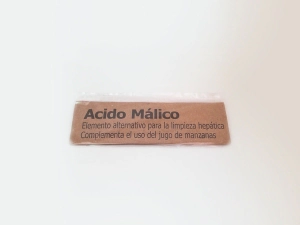 Acido Málico
Elemento alternativo para la limpieza hepática
Complementa el uso del jugo de manzanas